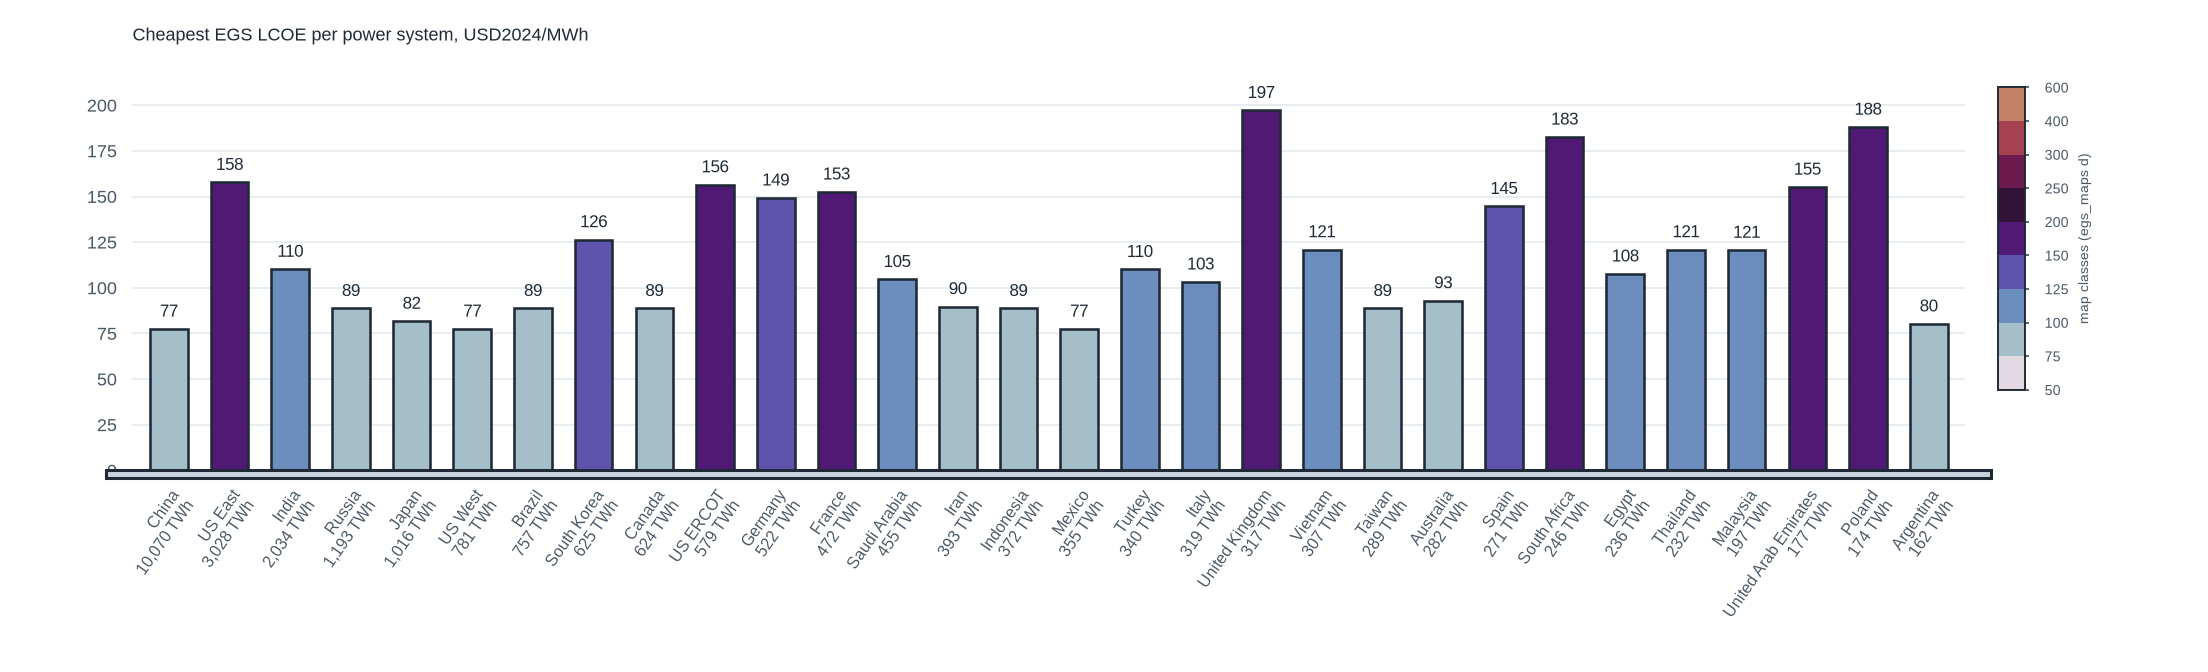 Cheapest EGS LCOE per power system, USD2024/MWh
200
175
150
125
100
75
50
25
0
77
158
110
89
82
77
89
126
89
156
149
153
105
90
89
77
110
103
197
121
89
93
145
183
108
121
121
155
188
80
China
10,070 TWh
US East
3,028 TWh
India
2,034 TWh
Russia
1,193 TWh
Japan
1,016 TWh
US West
781 TWh
Brazil
757 TWh
South Korea
625 TWh
Canada
624 TWh
US ERCOT
579 TWh
Germany
522 TWh
France
472 TWh
Saudi Arabia
455 TWh
Iran
393 TWh
Indonesia
372 TWh
Mexico
355 TWh
Turkey
340 TWh
Italy
319 TWh
United Kingdom
317 TWh
Vietnam
307 TWh
Taiwan
289 TWh
Australia
282 TWh
Spain
271 TWh
South Africa
246 TWh
Egypt
236 TWh
Thailand
232 TWh
Malaysia
197 TWh
United Arab Emirates
177 TWh
Poland
174 TWh
Argentina
162 TWh
600
400
300
250
200
150
125
100
75
50
map classes (egs_maps d)